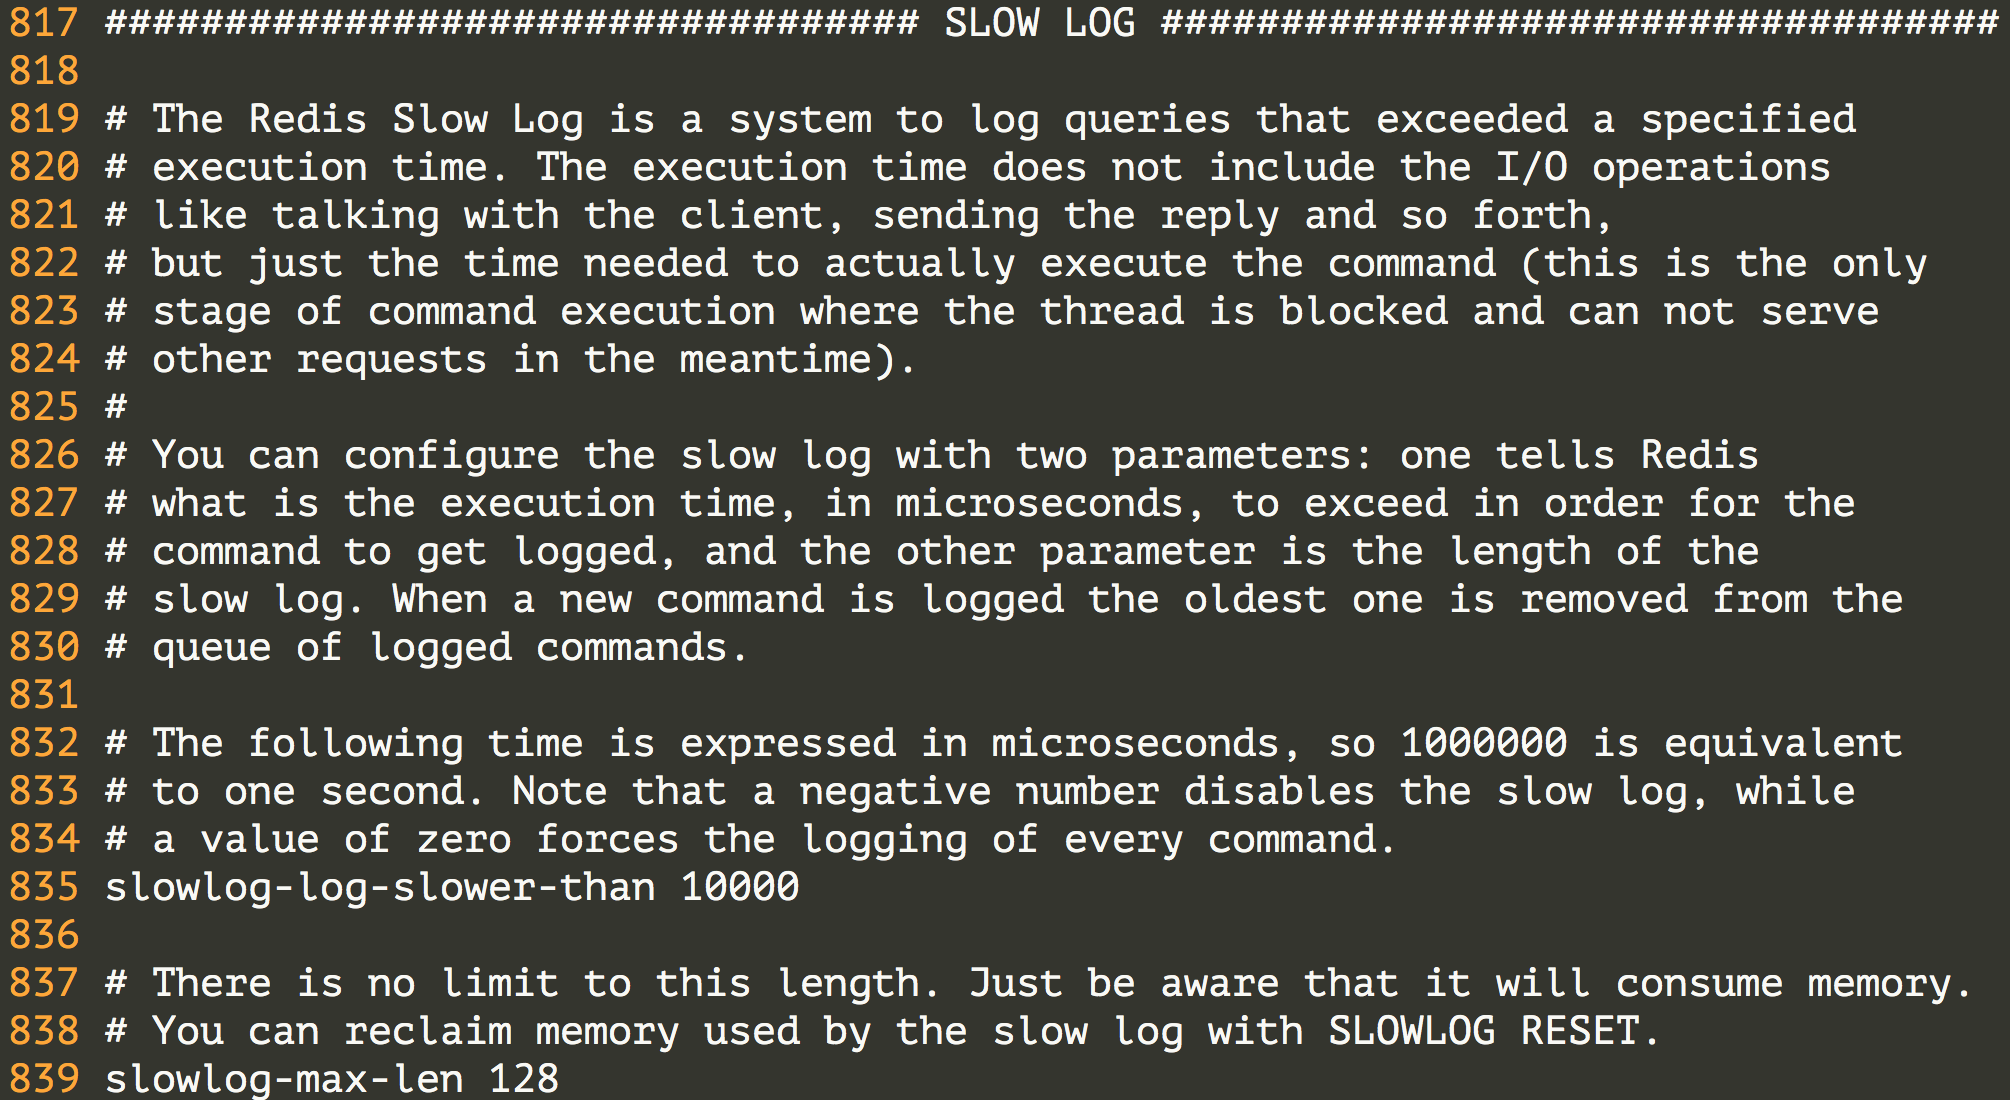 817 ################################## SLOW LOG ###################################
818
819 # The Redis Slow Log is a system to log queries that exceeded a specified
820 # execution time. The execution time does not include the I/O operations
821 # like talking with the client, sending the reply and so forth,
822 # but just the time needed to actually execute the command (this is the only
823 # stage of command execution where the thread is blocked and can not serve
824 # other requests in the meantime).
825 #
826 # You can configure the slow log with two parameters: one tells Redis
827 # what is the execution time, in microseconds, to exceed in order for the
828 # command to get logged, and the other parameter is the length of the
829 # slow log. When a new command is logged the oldest one is removed from the
830 # queue of logged commands.
831
832 # The following time is expressed in microseconds, so 1000000 is equivalent
833 # to one second. Note that a negative number disables the slow log, while
834 # a value of zero forces the logging of every command.
835 slowlog-log-slower-than 10000
836
837 # There is no limit to this length. Just be aware that it will consume memory.
838 # You can reclaim memory used by the slow log with SLOWLOG RESET.
839 slowlog-max-len 128